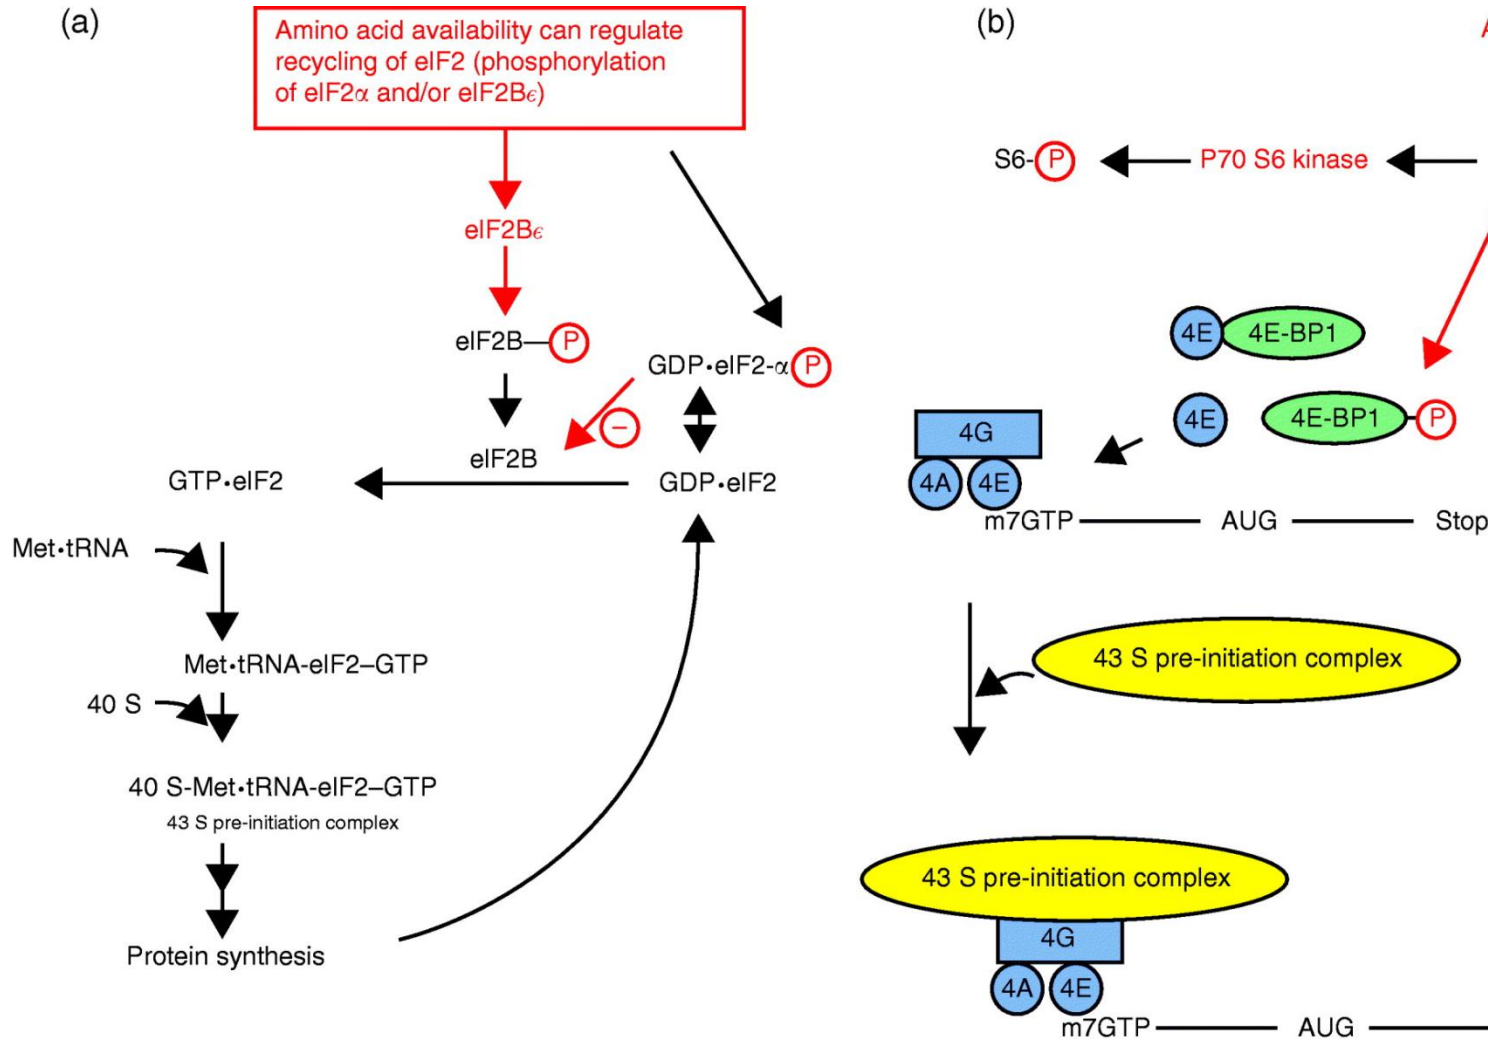 (a)
Amino acid availability can regulate
recycling of eIF2 (phosphorylation
of eIF2α and/or eIF2Bϵ)
eIF2Bϵ
eIF2B—P
GDP•eIF2-α P
–
eIF2B
GTP•eIF2
GDP•eIF2
Met•tRNA
Met•tRNA-eIF2–GTP
40 S
40 S-Met•tRNA-eIF2–GTP
43 S pre-initiation complex
Protein synthesis
(b)
S6-P
P70 S6 kinase
4E 4E-BP1
4E 4E-BP1-P
4G
4A 4E
m7GTP AUG Stop
43 S pre-initiation complex
43 S pre-initiation complex
4G
4A 4E
m7GTP AUG